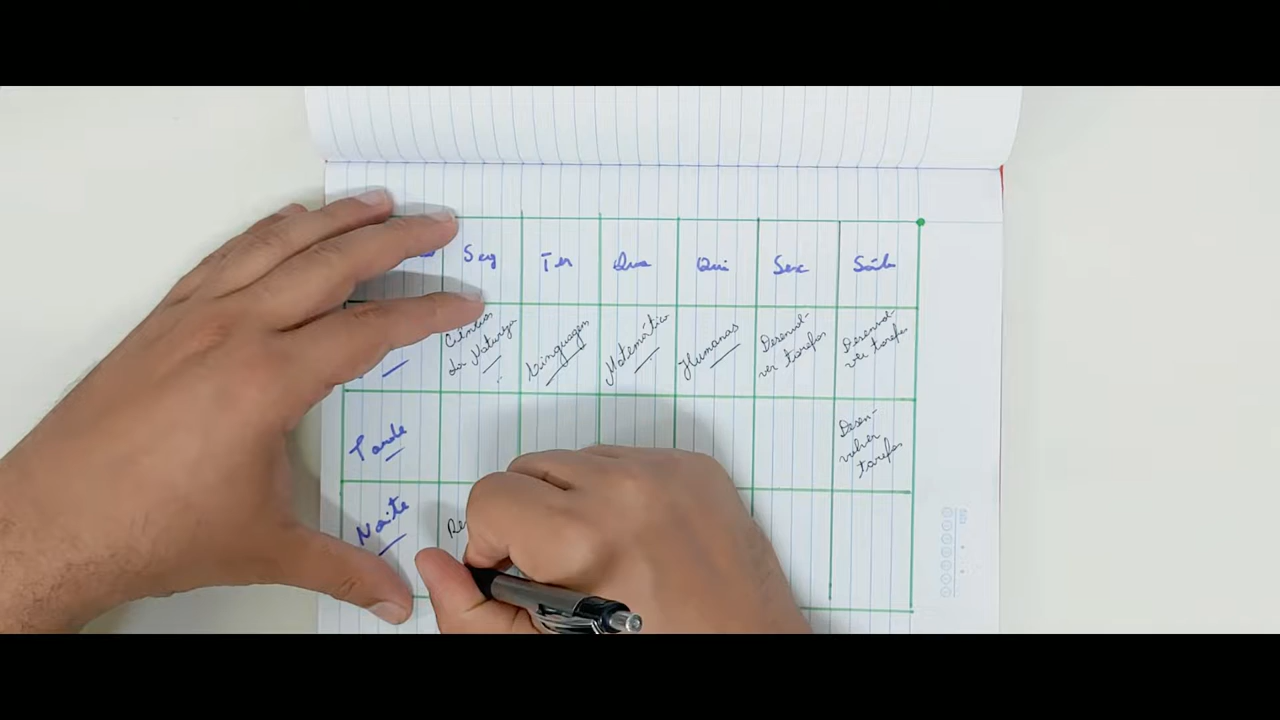 Seg Ter Qua Qui Sex Sáb
Ciências
da Natureza
Linguagem
Matemática
Humanas
Desenvol-
ver tarefas
Desenvol-
ver tarefas
Tarde
Desen-
volver
tarefas
Noite